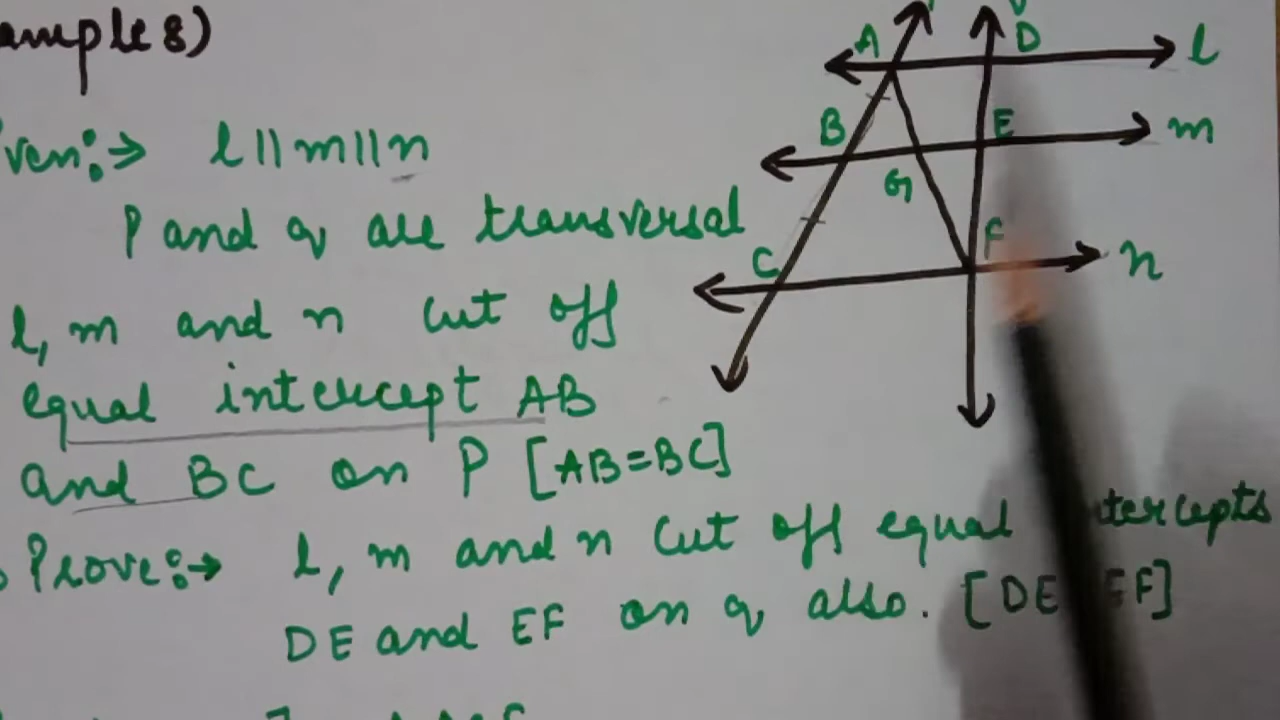 ample 8)
ven:→ l||m||n
P and q are transversal
l, m and n cut off
equal intercept AB
and BC on P [AB=BC]
Prove:→ l, m and n cut off equal
DE and EF on q also. [DE
A
D
l
B
E
m
G
C
F
n